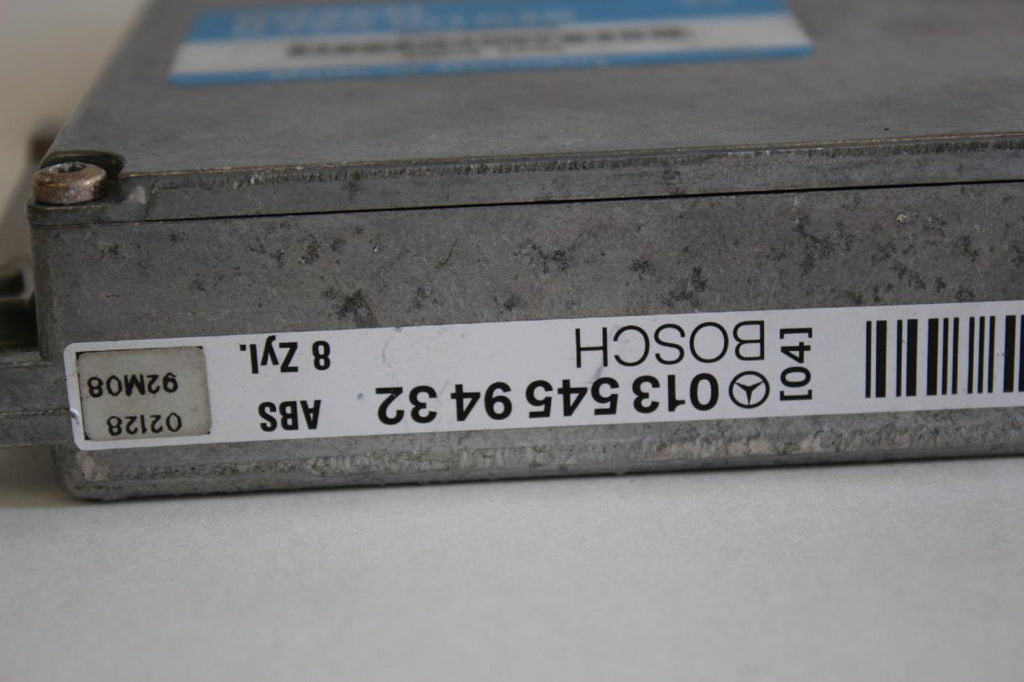 [04] 013 545 94 32 ABS
BOSCH 8 Zyl.
02128
92M08